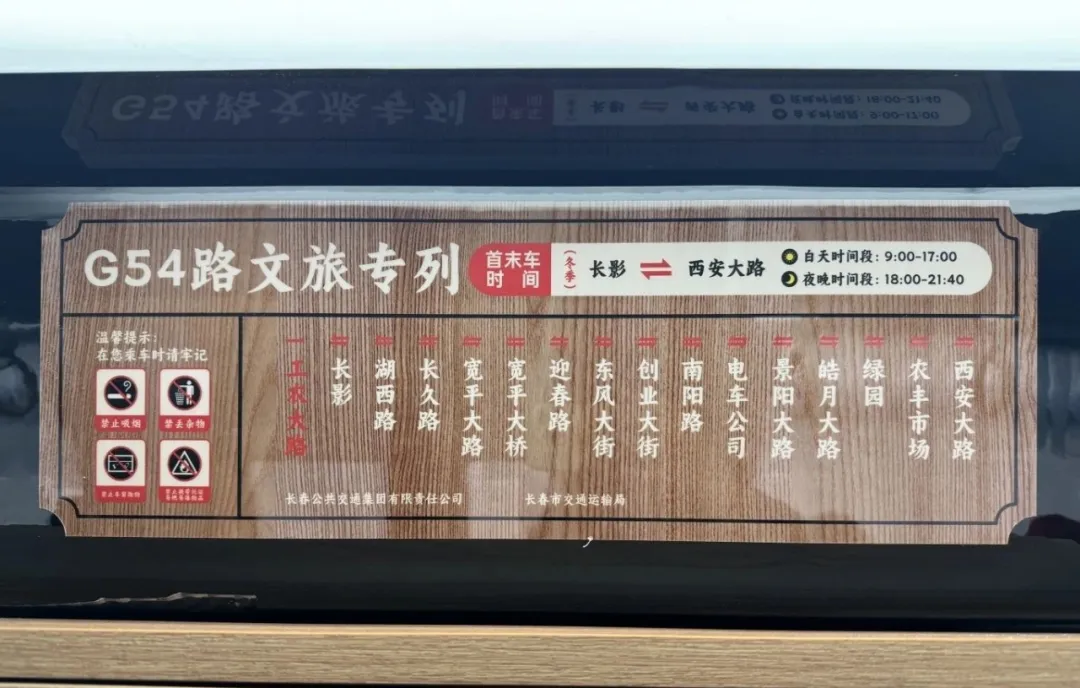 G54路文旅专列
首末车时间
(冬季)
长影 西安大路
白天时间段: 9:00-17:00
夜晚时间段: 18:00-21:40
温馨提示:
在您乘车时请牢记
禁止吸烟
禁丢杂物
工农大路
长影
湖西路
长久路
宽平大路
宽平大桥
迎春路
东风大街
创业大街
南阳路
电车公司
景阳大路
皓月大路
绿园
农丰市场
西安大路
长春公共交通集团有限责任公司
长春市交通运输局